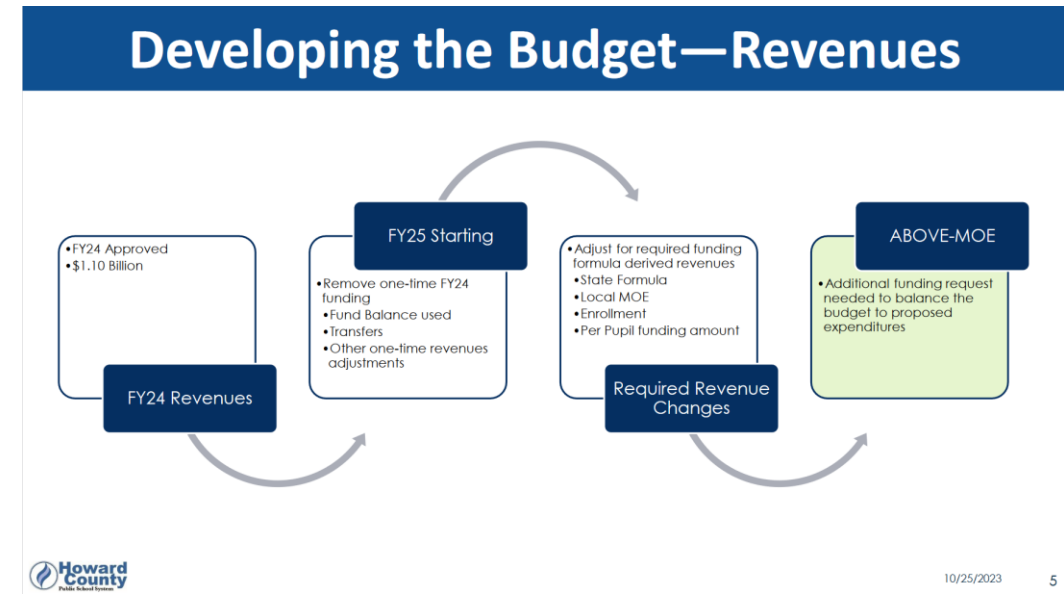 Developing the Budget—Revenues
•FY24 Approved
•$1.10 Billion
FY24 Revenues
FY25 Starting
•Remove one-time FY24
funding
•Fund Balance used
•Transfers
•Other one-time revenues
adjustments
•Adjust for required funding
formula derived revenues
•State Formula
•Local MOE
•Enrollment
•Per Pupil funding amount
Required Revenue
Changes
ABOVE-MOE
•Additional funding request
needed to balance the
budget to proposed
expenditures
Howard
County
Public School System
10/25/2023
5